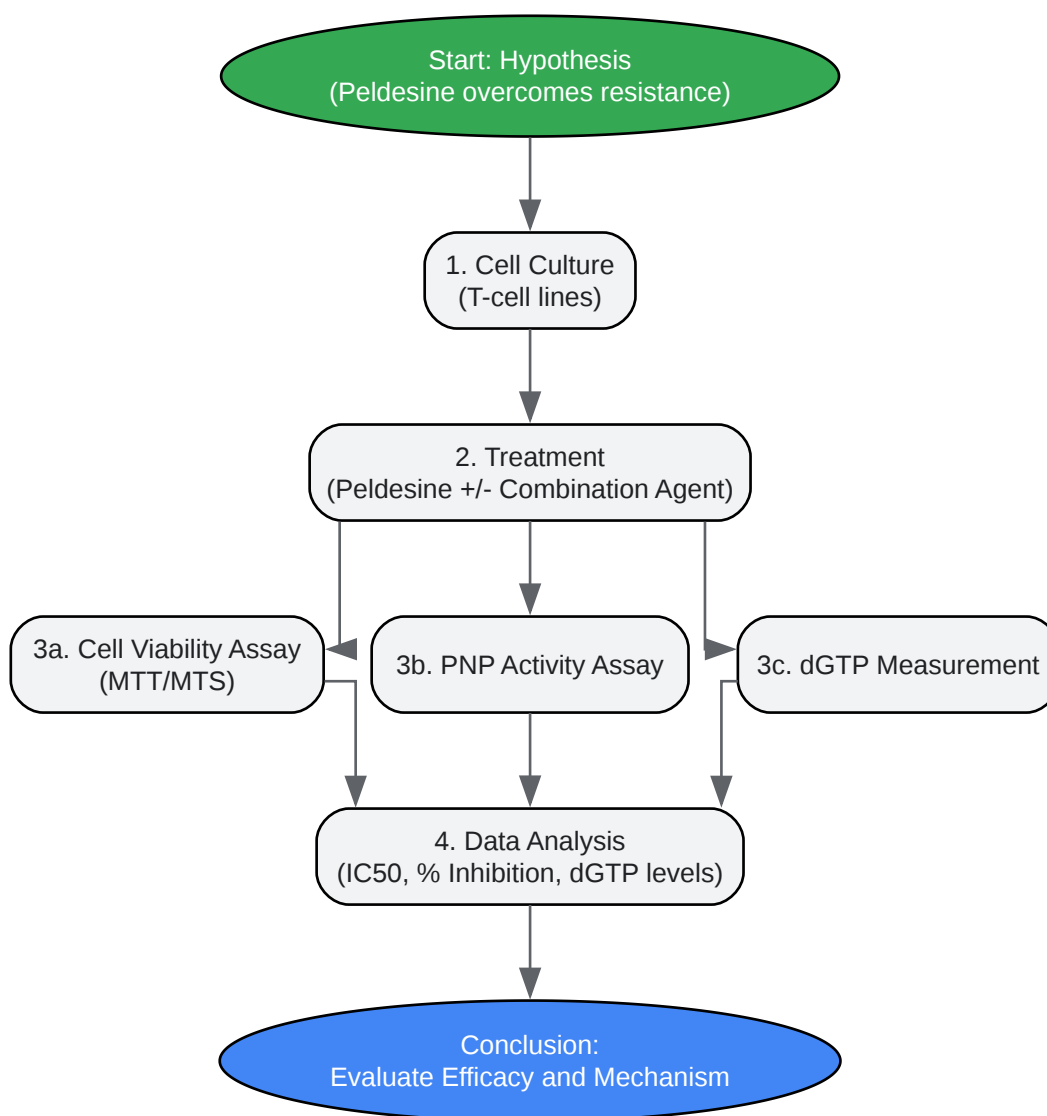 Start: Hypothesis
(Peldesine overcomes resistance)
1. Cell Culture
(T-cell lines)
2. Treatment
(Peldesine +/- Combination Agent)
3a. Cell Viability Assay
(MTT/MTS)
3b. PNP Activity Assay
3c. dGTP Measurement
4. Data Analysis
(IC50, % Inhibition, dGTP levels)
Conclusion:
Evaluate Efficacy and Mechanism